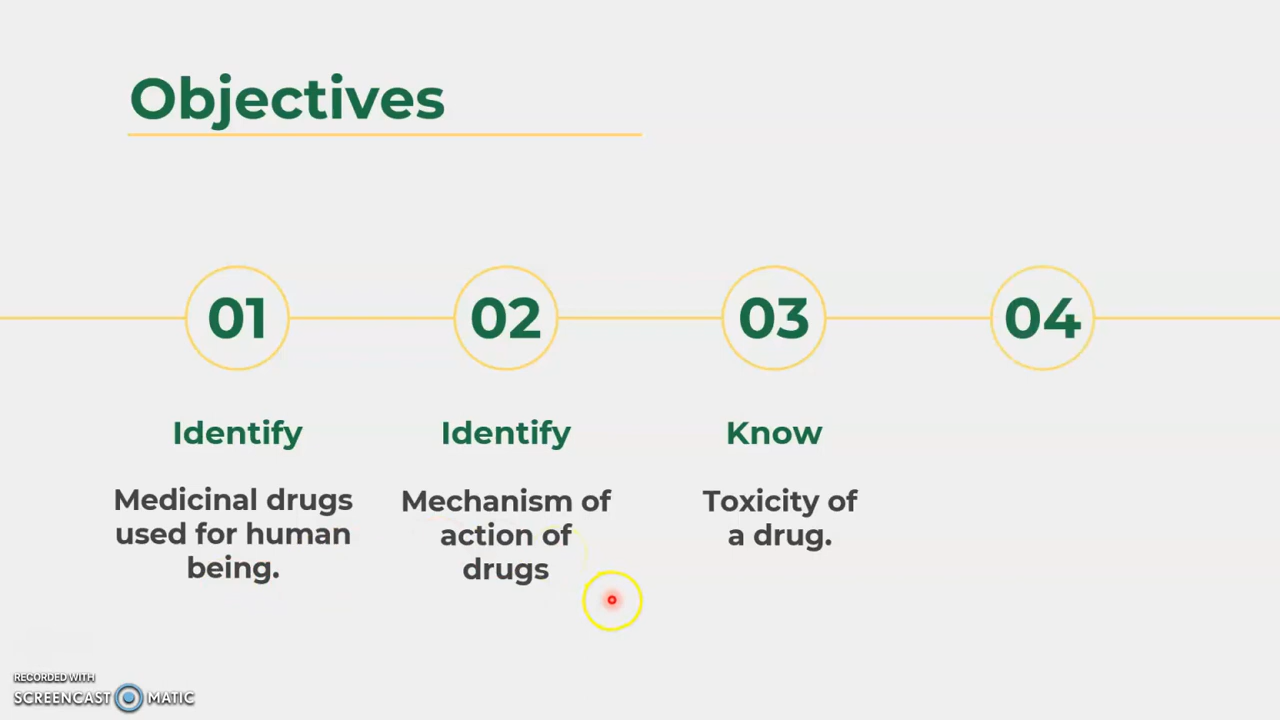 Objectives
01
02
03
04
Identify
Identify
Know
Medicinal drugs
used for human
being.
Mechanism of
action of
drugs
Toxicity of
a drug.
RECORDED WITH
SCREENCAST MATIC